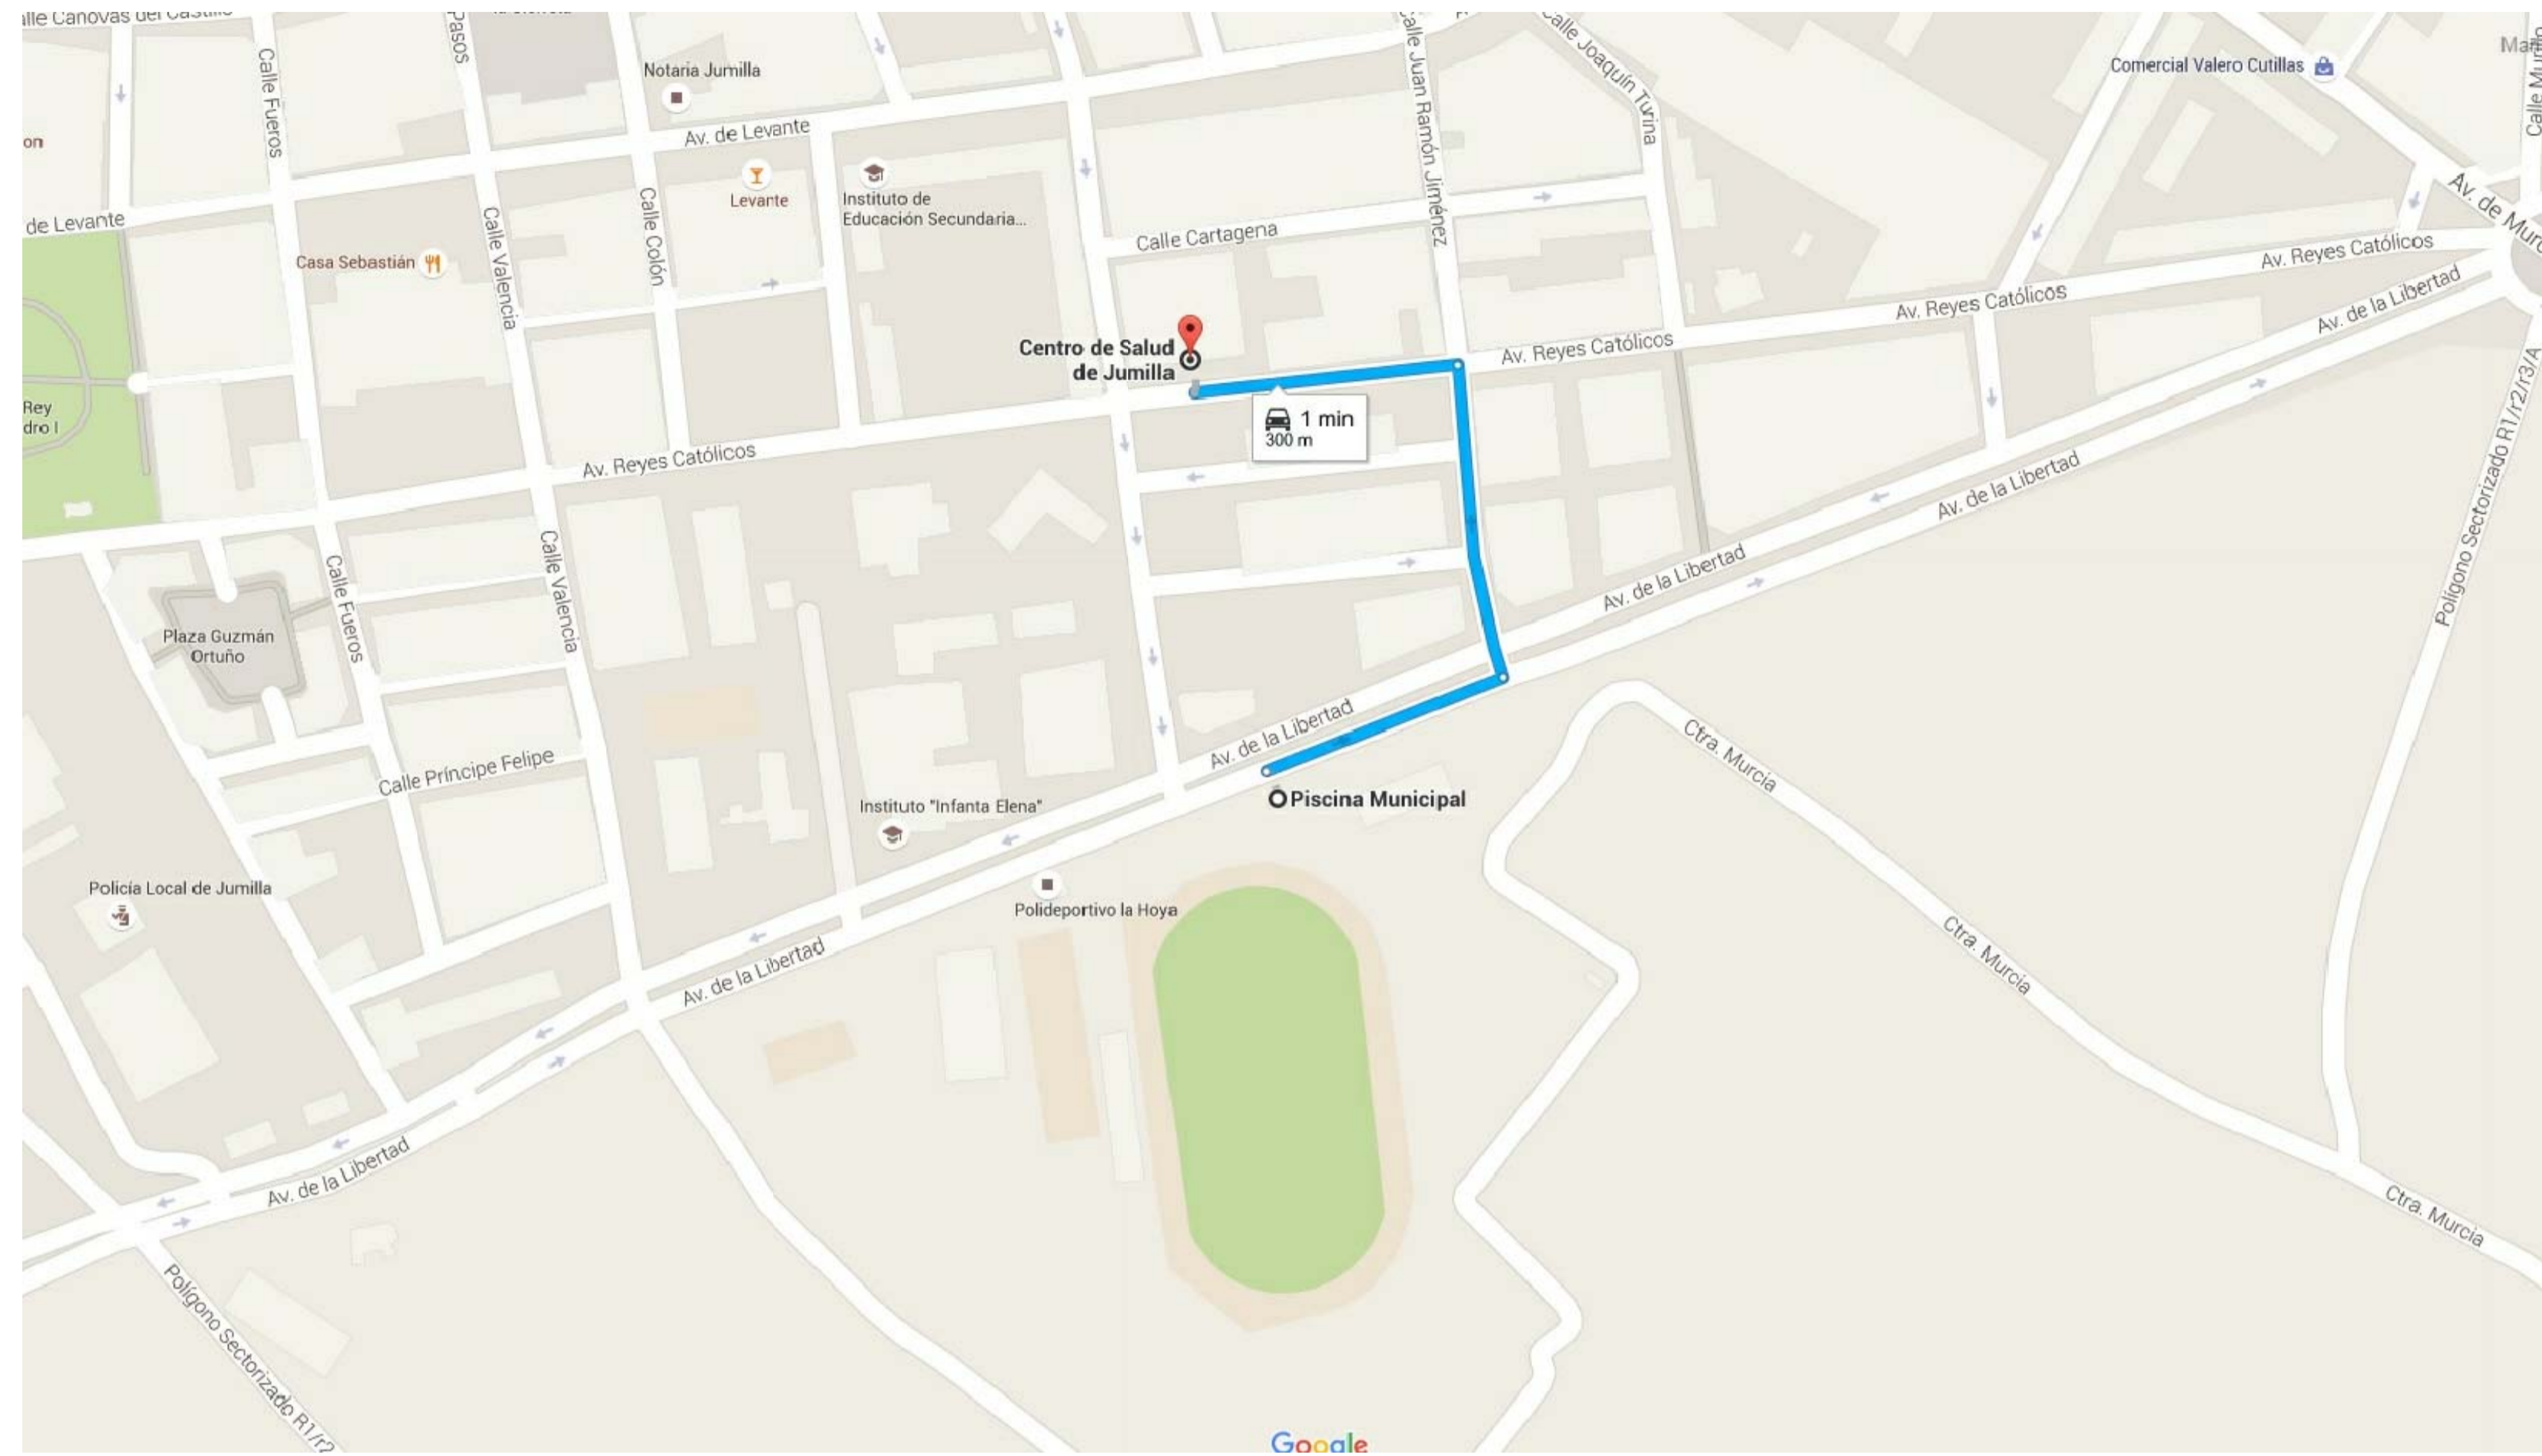 Calle Fueros
Pasos
Notaria Jumilla
Av. de Levante
Levante
Instituto de
Educación Secundaria...
Calle Juan Ramón Jiménez
Calle Joaquín Turina
Comercial Valero Cutillas
on
de Levante
Casa Sebastián
Calle Valencia
Calle Colón
Calle Cartagena
Av. de
Av. Reyes Católicos
Av. de la Libertad
Av. Reyes Católicos
Av. Reyes Católicos
Centro de Salud
de Jumilla
1 min
300 m
Rey
dro I
Av. Reyes Católicos
Av. de la Libertad
Polígono Sectorizado R1/r2/r3/A
Calle Fueros
Calle Valencia
Av. de la Libertad
Plaza Guzmán
Ortuño
Av. de la Libertad
Ctra. Murcia
Calle Príncipe Felipe
Piscina Municipal
Instituto "Infanta Elena"
Policía Local de Jumilla
Polideportivo la Hoya
Av. de la Libertad
Ctra. Murcia
Av. de la Libertad
Ctra. Murcia
Polígono Sectorizado R1/r2
Google